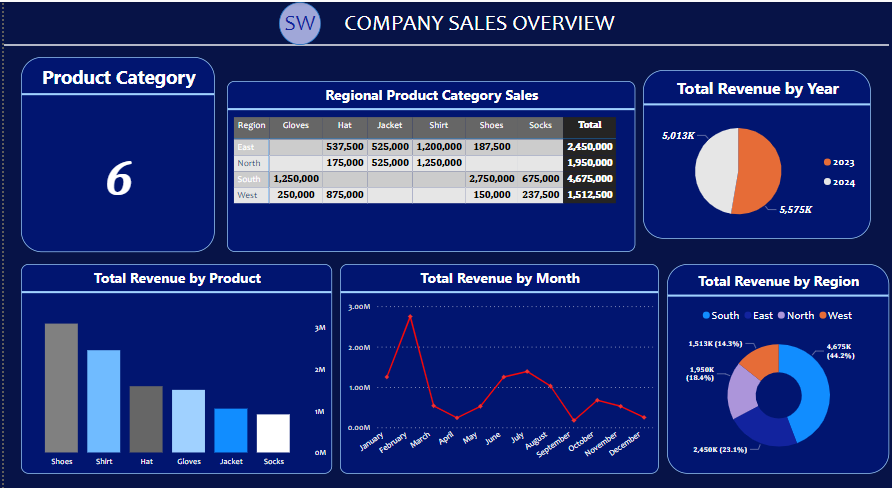 SW COMPANY SALES OVERVIEW
Product Category
6
Regional Product Category Sales
Region Gloves Hat Jacket Shirt Shoes Socks Total
East 537,500 525,000 1,200,000 187,500 2,450,000
North 175,000 525,000 1,250,000 1,950,000
South 1,250,000 2,750,000 675,000 4,675,000
West 250,000 875,000 150,000 237,500 1,512,500
Total Revenue by Year
5,013K
2023
2024
5,575K
Total Revenue by Product
3M
2M
1M
0M
Shoes Shirt Hat Gloves Jacket Socks
Total Revenue by Month
3.00M
2.00M
1.00M
0.00M
January February March April May June July August September October November December
Total Revenue by Region
South East North West
1,513K (14.3%)
4,675K
(44.2%)
1,950K
(18.4%)
2,450K (23.1%)